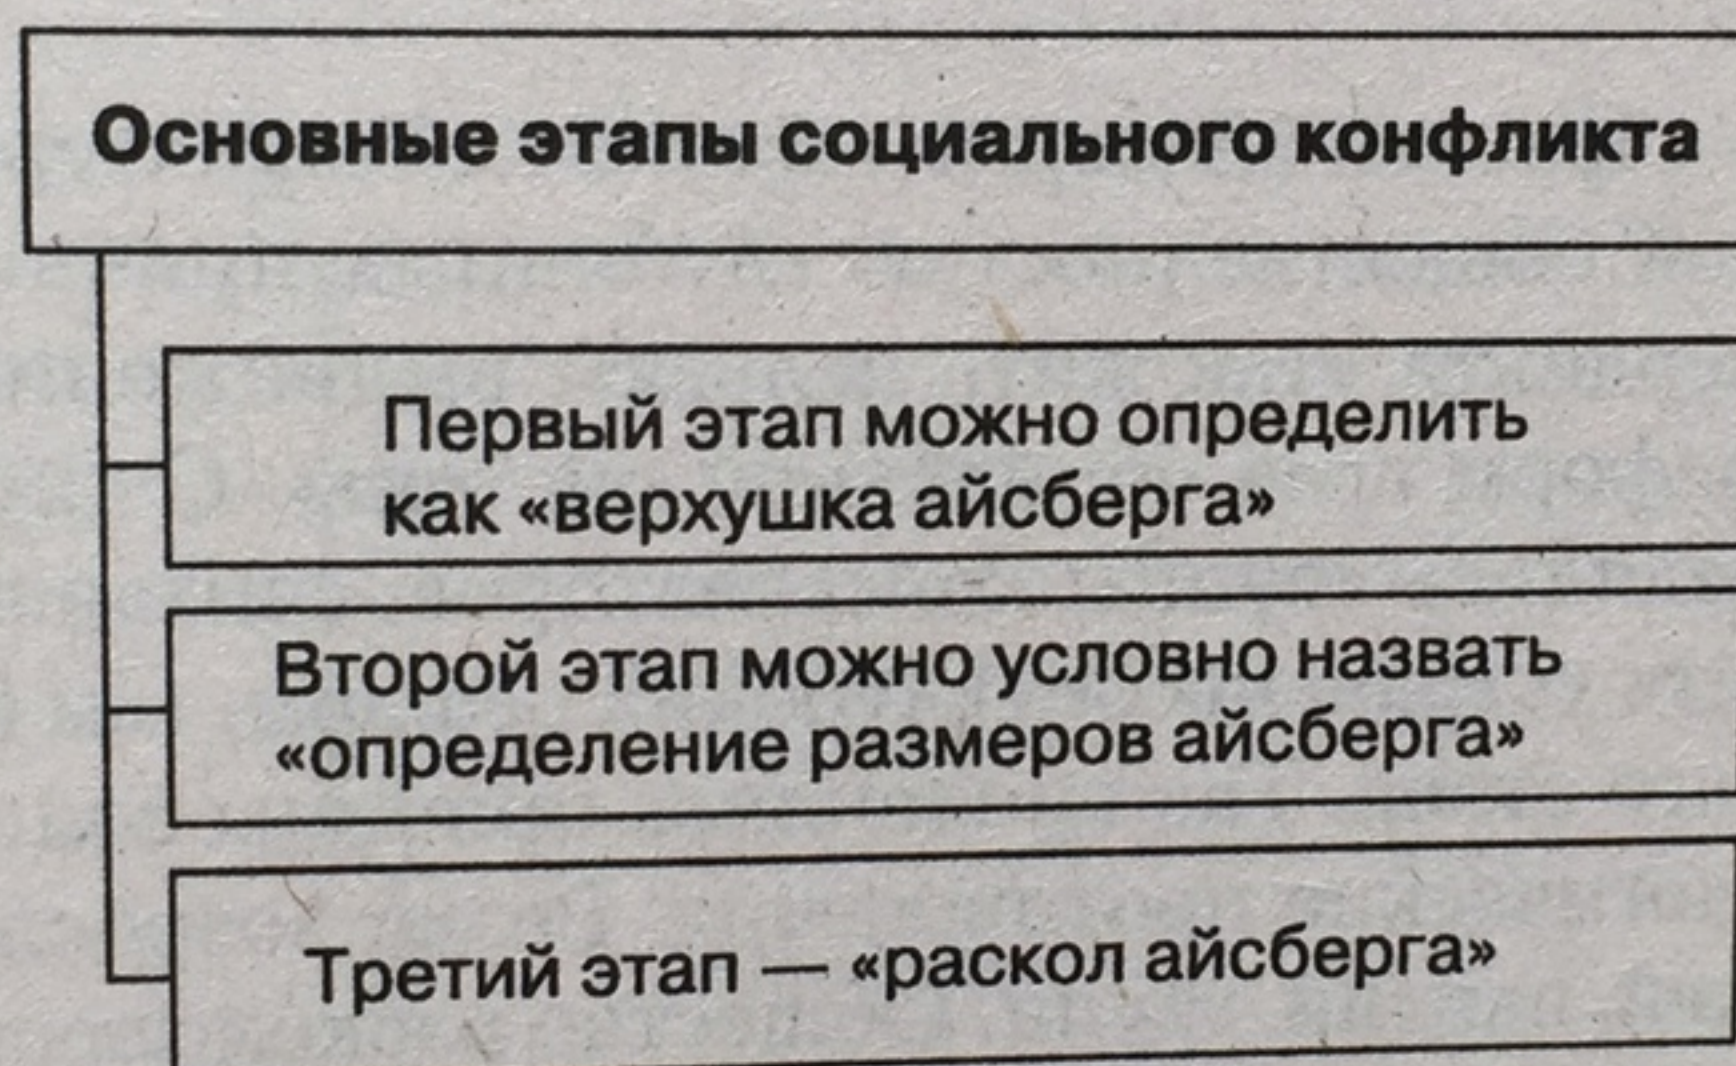 Основные этапы социального конфликта
Первый этап можно определить
как «верхушка айсберга»
Второй этап можно условно назвать
«определение размеров айсберга»
Третий этап — «раскол айсберга»